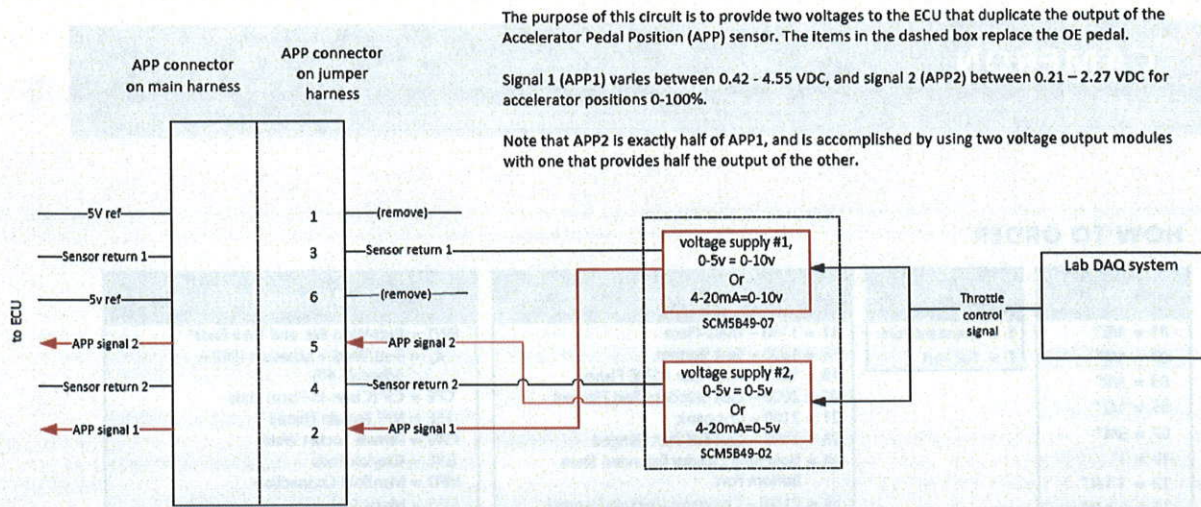 The purpose of this circuit is to provide two voltages to the ECU that duplicate the output of the
Accelerator Pedal Position (APP) sensor. The items in the dashed box replace the OE pedal.
Signal 1 (APP1) varies between 0.42 - 4.55 VDC, and signal 2 (APP2) between 0.21 – 2.27 VDC for
accelerator positions 0-100%.
Note that APP2 is exactly half of APP1, and is accomplished by using two voltage output modules
with one that provides half the output of the other.
APP connector
on main harness
APP connector
on jumper
harness
to ECU
5V ref
Sensor return 1
5v ref
APP signal 2
Sensor return 2
APP signal 1
1
3
6
2
4
5
(remove)
Sensor return 1
(remove)
APP signal 2
Sensor return 2
APP signal 1
voltage supply #1,
0-5v = 0-10v
Or
4-20mA=0-10v
SCM5B49-07
voltage supply #2,
0-5v = 0-5v
Or
4-20mA=0-5v
SCM5B49-02
Throttle
control
signal
Lab DAQ system
HOW TO ORDER